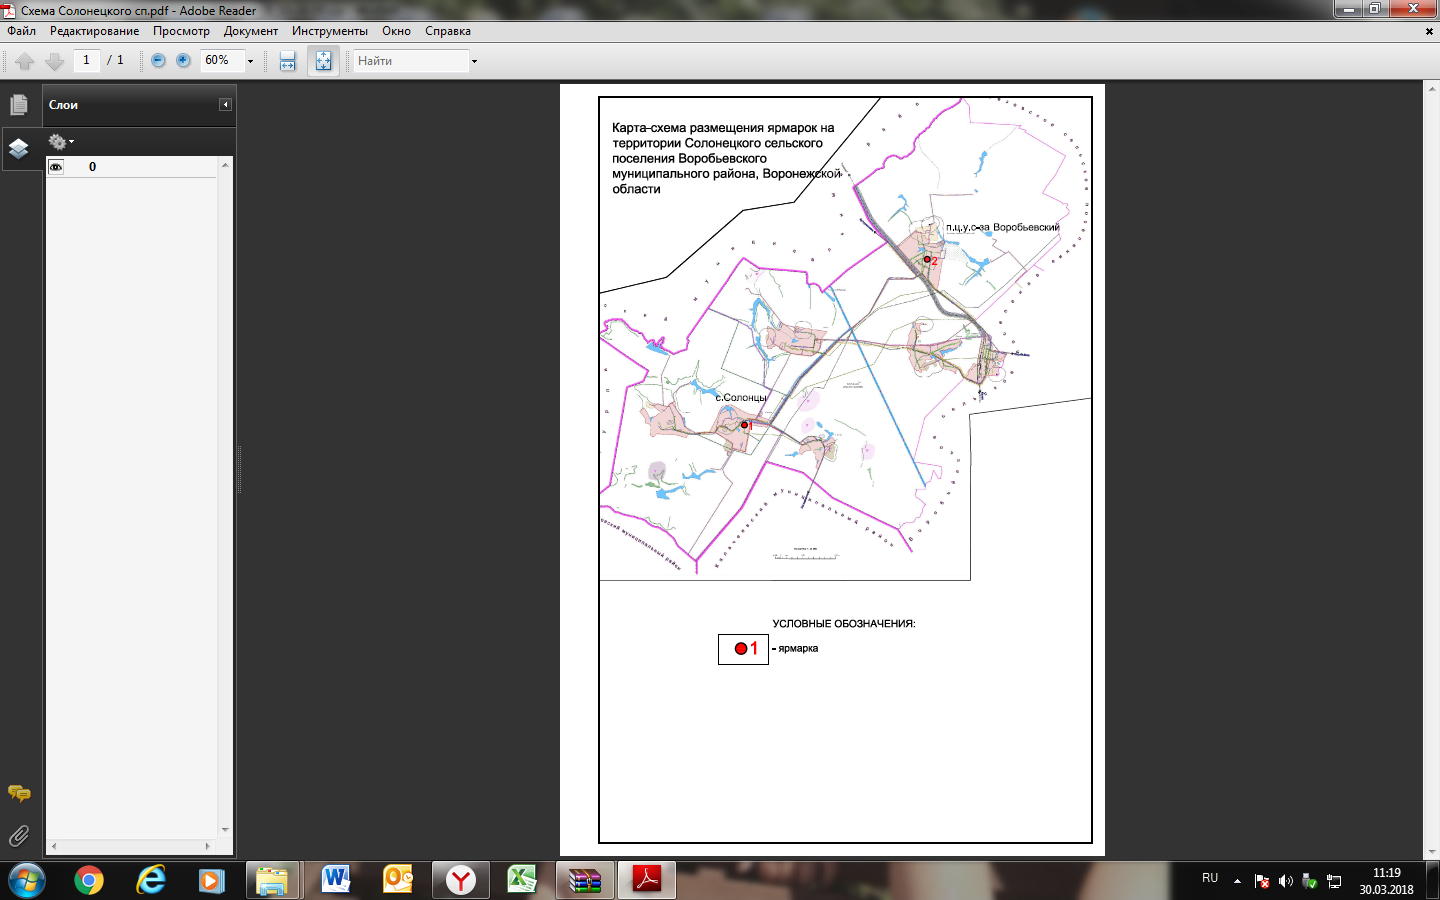 Схема Солонецкого сп.pdf - Adobe Reader
Файл Редактирование Просмотр Документ Инструменты Окно Справка
1 / 1 60% Найти
Слои
0
Карта-схема размещения ярмарок на
территории Солонецкого сельского
поселения Воробьевского
муниципального района, Воронежской
области
п.ц.у.с-за Воробьевский
2
с.Солонцы
1
УСЛОВНЫЕ ОБОЗНАЧЕНИЯ:
1 - ярмарка
RU
11:19
30.03.2018